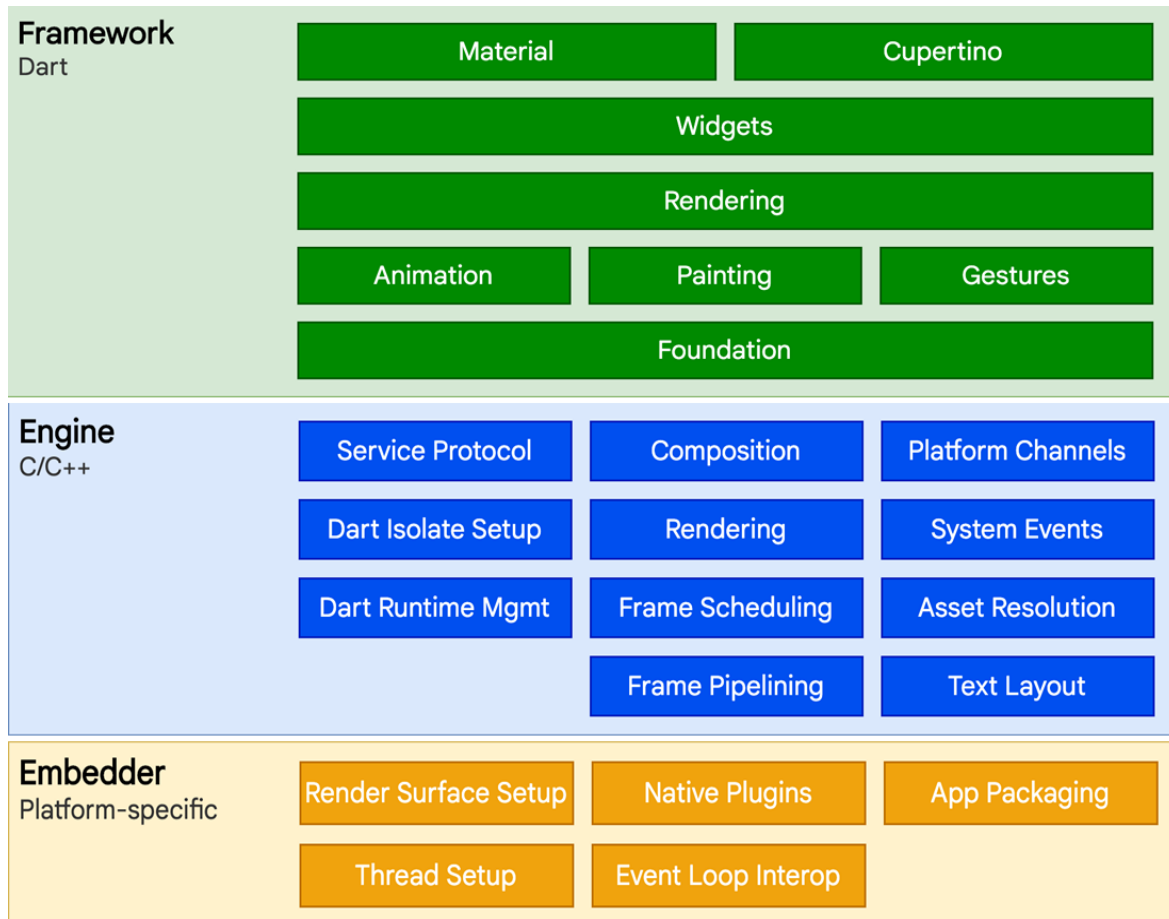 Framework
Dart
Material
Cupertino
Widgets
Rendering
Animation
Painting
Gestures
Foundation
Engine
C/C++
Service Protocol
Composition
Platform Channels
Dart Isolate Setup
Rendering
System Events
Dart Runtime Mgmt
Frame Scheduling
Asset Resolution
Frame Pipelining
Text Layout
Embedder
Platform-specific
Render Surface Setup
Native Plugins
App Packaging
Thread Setup
Event Loop Interop